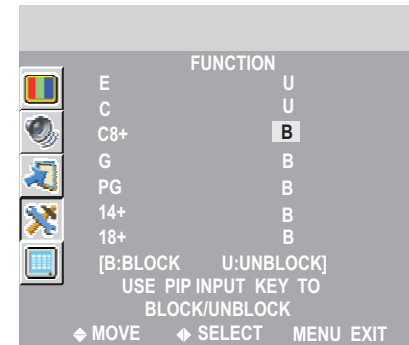 FUNCTION
E U
C U
C8+ B
G B
PG B
14+ B
18+ B
[B:BLOCK U:UNBLOCK]
USE PIP INPUT KEY TO
BLOCK/UNBLOCK
MOVE SELECT MENU EXIT